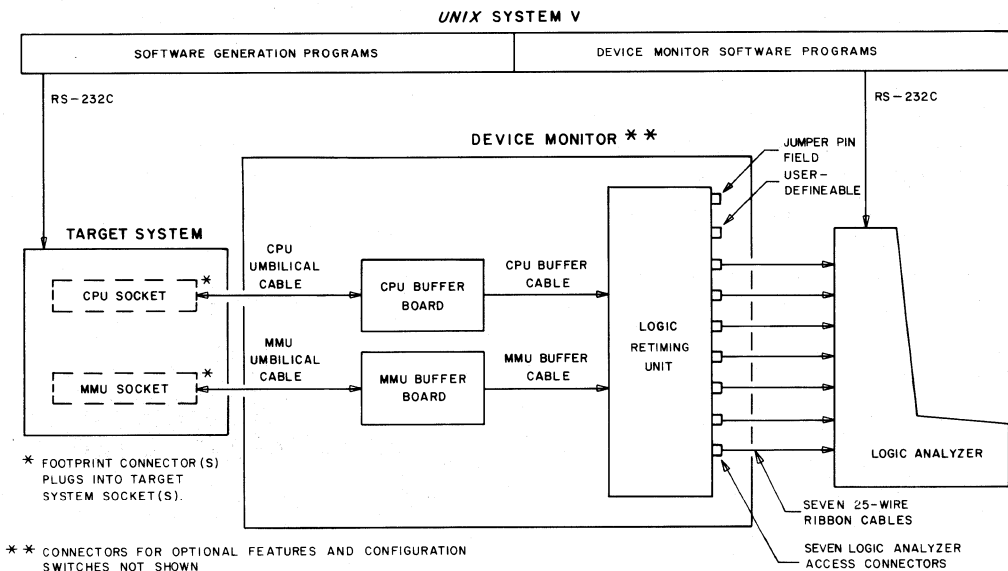 UNIX SYSTEM V
SOFTWARE GENERATION PROGRAMS
DEVICE MONITOR SOFTWARE PROGRAMS
RS-232C
RS-232C
DEVICE MONITOR **
JUMPER PIN
FIELD
USER-
DEFINEABLE
TARGET SYSTEM
CPU
UMBILICAL
CABLE
CPU SOCKET
*
CPU BUFFER
BOARD
CPU BUFFER
CABLE
LOGIC
RETIMING
UNIT
MMU
UMBILICAL
CABLE
MMU SOCKET
*
MMU BUFFER
BOARD
MMU BUFFER
CABLE
LOGIC ANALYZER
* FOOTPRINT CONNECTOR(S)
PLUGS INTO TARGET
SYSTEM SOCKET(S).
SEVEN 25-WIRE
RIBBON CABLES
** CONNECTORS FOR OPTIONAL FEATURES AND CONFIGURATION
SWITCHES NOT SHOWN
SEVEN LOGIC ANALYZER
ACCESS CONNECTORS